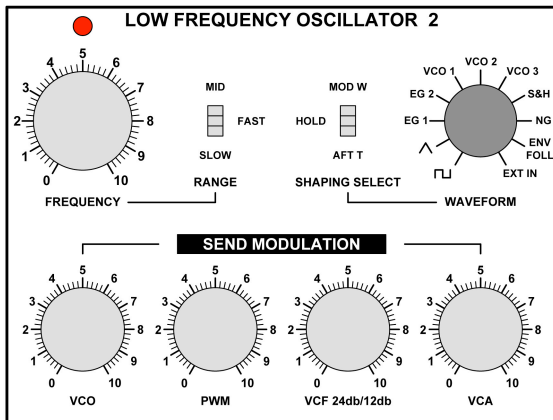 LOW FREQUENCY OSCILLATOR 2
0 1 2 3 4 5 6 7 8 9 10
FREQUENCY
MID
FAST
SLOW
RANGE
MOD W
HOLD
AFT T
SHAPING SELECT
EG 1
EG 2
VCO 1
VCO 2
VCO 3
S&H
NG
ENV
FOLL
EXT IN
WAVEFORM
SEND MODULATION
0 1 2 3 4 5 6 7 8 9 10
VCO
0 1 2 3 4 5 6 7 8 9 10
PWM
0 1 2 3 4 5 6 7 8 9 10
VCF 24db/12db
0 1 2 3 4 5 6 7 8 9 10
VCA